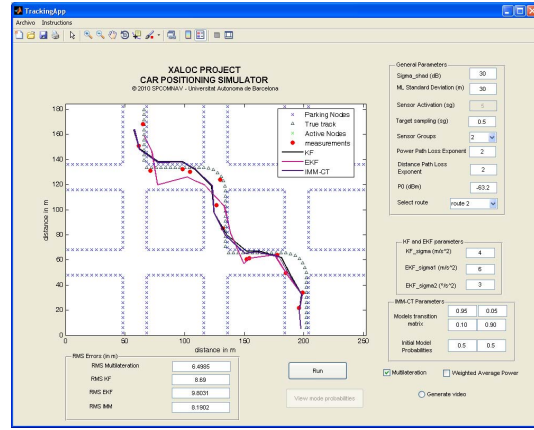 TrackingApp
Archivo Instructions
XALOC PROJECT
CAR POSITIONING SIMULATOR
© 2010 SPCOMNAV - Universitat Autonoma de Barcelona
Parking Nodes
True track
Active Nodes
measurements
KF
EKF
IMM-CT
180
160
140
120
100
80
60
40
20
0
distance in m
0 50 100 150 200 250
distance in m
General Parameters
Sigma_shad (dB) 30
ML Standard Deviation (m) 30
Sensor Activation (sg) 5
Target sampling (sg) 0.5
Sensor Groups 2
Power Path Loss Exponent 2
Distance Path Loss
Exponent 2
P0 (dBm) -63.2
Select route route 2
KF and EKF parameters
KF_sigma (m/s^2) 4
EKF_sigma1 (m/s^2) 6
EKF_sigma2 (º/s^2) 3
IMM-CT Parameters
Models transition
matrix
0.95 0.05
0.10 0.90
Initial Model
Probabilities
0.5 0.5
RMS Errors (in m)
RMS Multilateration 6.4985
RMS KF 8.69
RMS EKF 9.8031
RMS IMM 8.1902
Run
View mode probabilities
Multilateration Weighted Average Power
Generate video